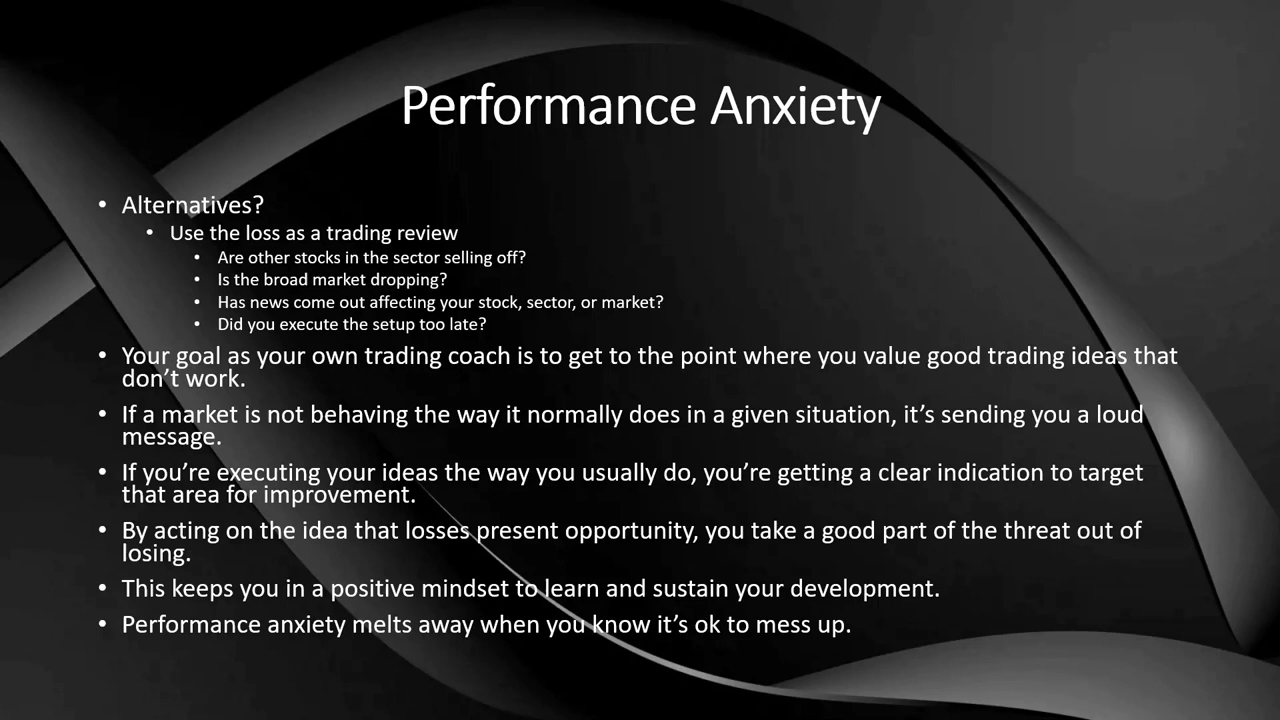 Performance Anxiety
• Alternatives?
• Use the loss as a trading review
• Are other stocks in the sector selling off?
• Is the broad market dropping?
• Has news come out affecting your stock, sector, or market?
• Did you execute the setup too late?
• Your goal as your own trading coach is to get to the point where you value good trading ideas that
don’t work.
• If a market is not behaving the way it normally does in a given situation, it’s sending you a loud
message.
• If you’re executing your ideas the way you usually do, you’re getting a clear indication to target
that area for improvement.
• By acting on the idea that losses present opportunity, you take a good part of the threat out of
losing.
• This keeps you in a positive mindset to learn and sustain your development.
• Performance anxiety melts away when you know it’s ok to mess up.